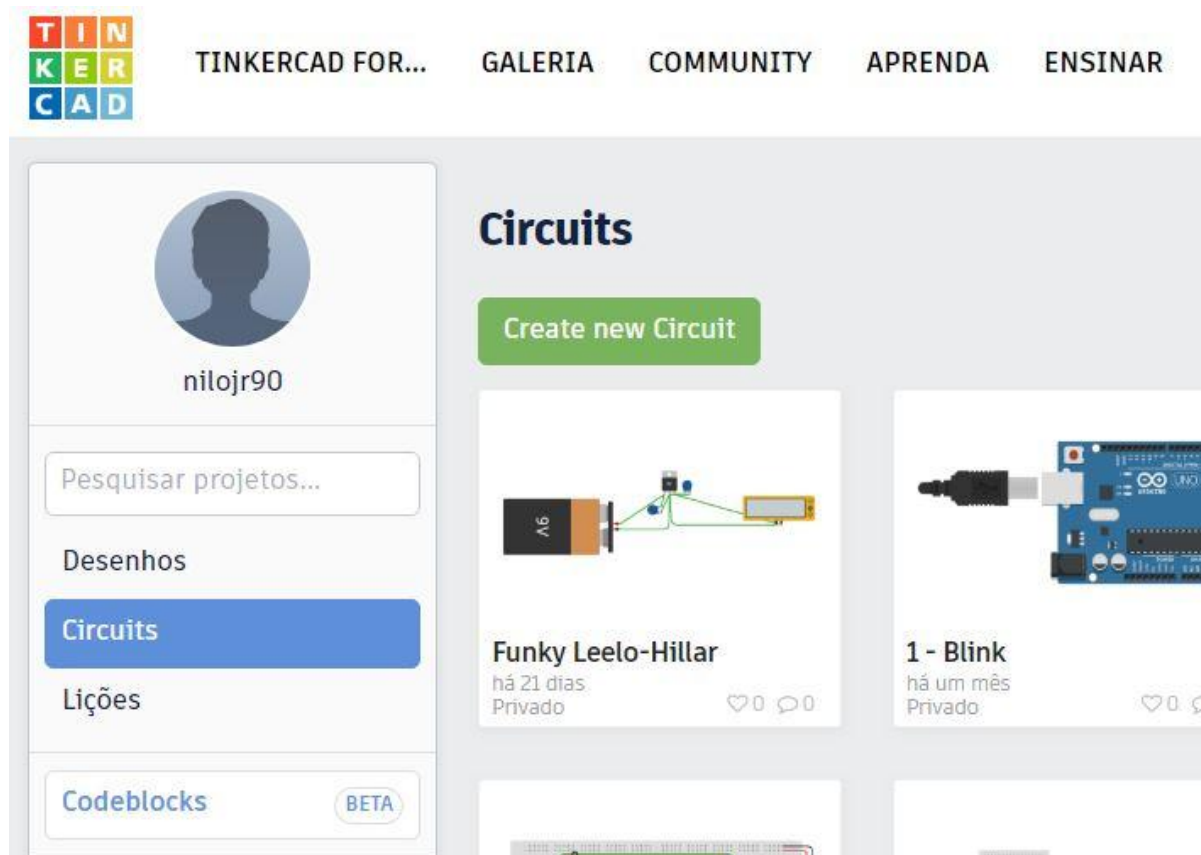 TIN
KER
CAD
TINKERCAD FOR... GALERIA COMMUNITY APRENDA ENSINAR
nilojr90
Pesquisar projetos...
Desenhos
Circuits
Lições
Codeblocks BETA
Circuits
Create new Circuit
9V
Funky Leelo-Hillar
há 21 dias
Privado 0 0
UNO
1 - Blink
há um mês
Privado 0